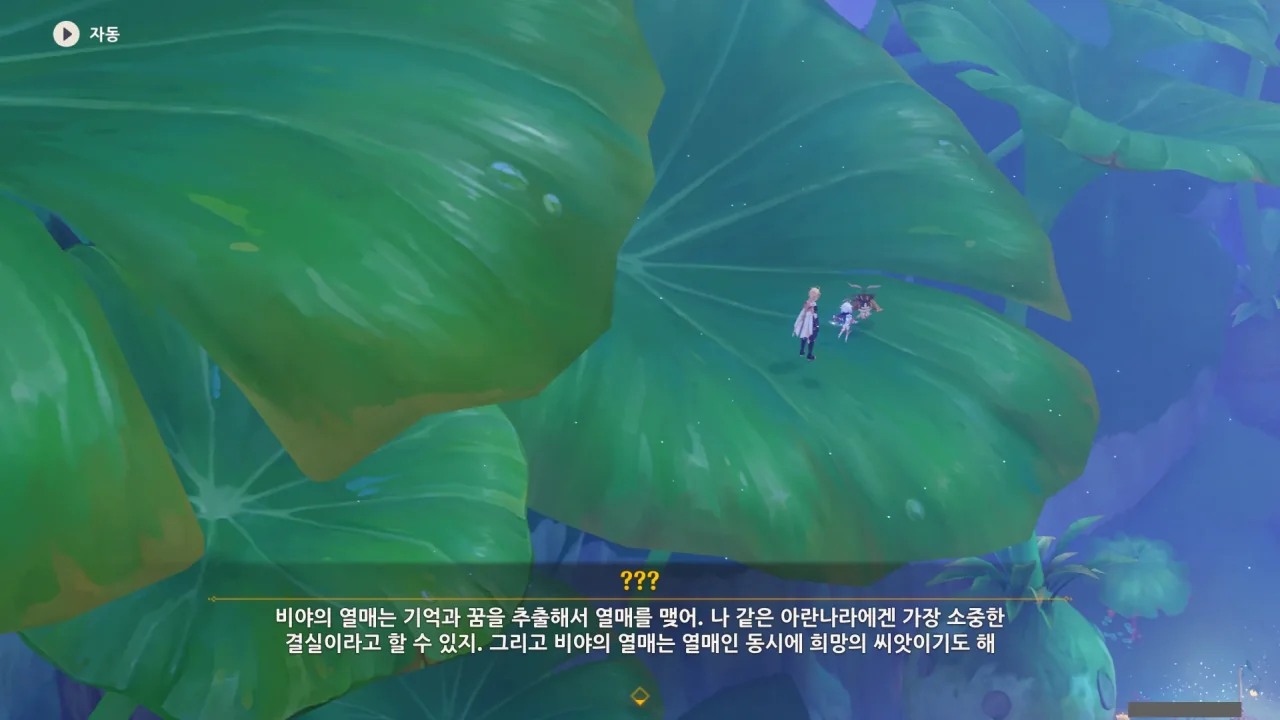 자동
???
비야의 열매는 기억과 꿈을 추출해서 열매를 맺어. 나 같은 아란나라에겐 가장 소중한
결실이라고 할 수 있지. 그리고 비야의 열매는 열매인 동시에 희망의 씨앗이기도 해